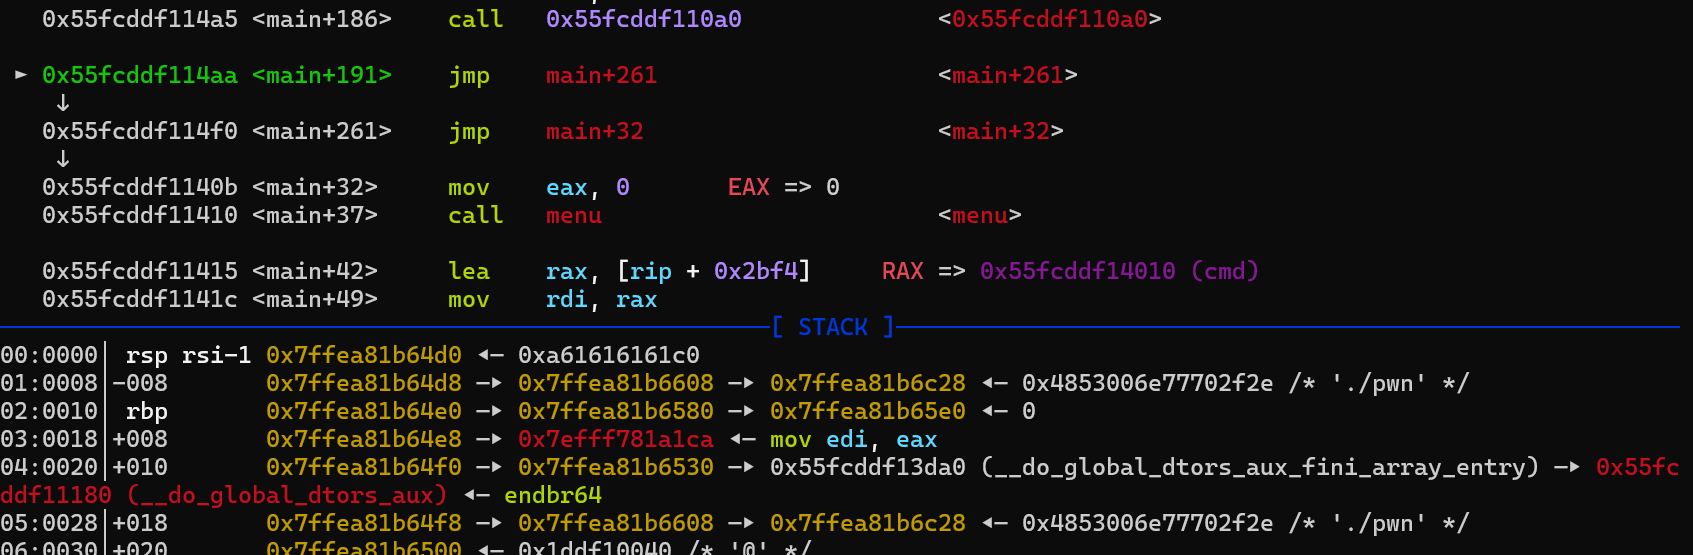 0x55fcddf114a5 <main+186> call 0x55fcddf110a0 <0x55fcddf110a0>
► 0x55fcddf114aa <main+191> jmp main+261 <main+261>
↓
0x55fcddf114f0 <main+261> jmp main+32 <main+32>
↓
0x55fcddf1140b <main+32> mov eax, 0 EAX => 0
0x55fcddf11410 <main+37> call menu <menu>
0x55fcddf11415 <main+42> lea rax, [rip + 0x2bf4] RAX => 0x55fcddf14010 (cmd)
0x55fcddf1141c <main+49> mov rdi, rax
[ STACK ]
00:0000│ rsp rsi-1 0x7ffea81b64d0 ◂— 0xa61616161c0
01:0008│-008 0x7ffea81b64d8 —▸ 0x7ffea81b6608 —▸ 0x7ffea81b6c28 ◂— 0x4853006e77702f2e /* './pwn' */
02:0010│ rbp 0x7ffea81b64e0 —▸ 0x7ffea81b6580 —▸ 0x7ffea81b65e0 ◂— 0
03:0018│+008 0x7ffea81b64e8 —▸ 0x7efff781a1ca ◂— mov edi, eax
04:0020│+010 0x7ffea81b64f0 —▸ 0x7ffea81b6530 —▸ 0x55fcddf13da0 (__do_global_dtors_aux_fini_array_entry) —▸ 0x55fc
ddf11180 (__do_global_dtors_aux) ◂— endbr64
05:0028│+018 0x7ffea81b64f8 —▸ 0x7ffea81b6608 —▸ 0x7ffea81b6c28 ◂— 0x4853006e77702f2e /* './pwn' */
06:0030│+020 0x7ffea81b6500 ◂— 0x1ddf10040 /* '@' */